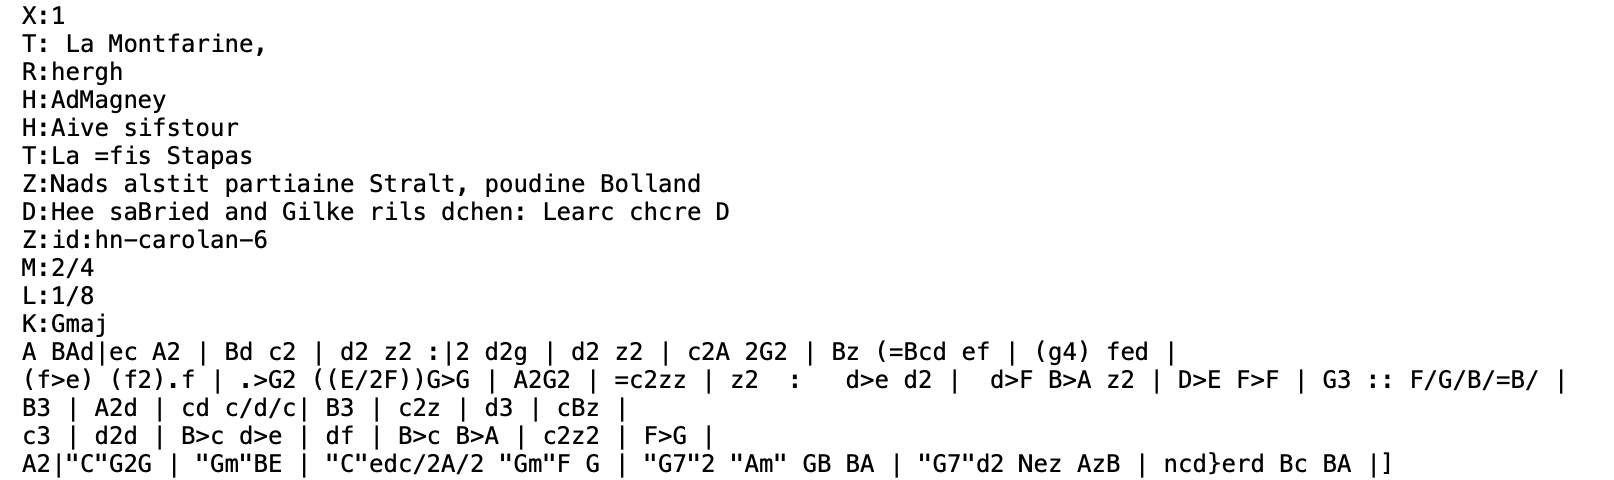 X:1
T: La Montfarine,
R:hergh
H:AdMagney
H:Aive sifstour
T:La =fis Stapas
Z:Nads alstit partiaine Stralt, poudine Bolland
D:Hee saBried and Gilke rils dchen: Learc chcre D
Z:id:hn-carolan-6
M:2/4
L:1/8
K:Gmaj
A BAd|ec A2 | Bd c2 | d2 z2 :|2 d2g | d2 z2 | c2A 2G2 | Bz (=Bcd ef | (g4) fed |
(f>e) (f2).f | .>G2 ((E/2F))G>G | A2G2 | =c2zz | z2  :   d>e d2 |  d>F B>A z2 | D>E F>F | G3 :: F/G/B/=B/ |
B3 | A2d | cd c/d/c| B3 | c2z | d3 | cBz |
c3 | d2d | B>c d>e | df | B>c B>A | c2z2 | F>G |
A2|"C"G2G | "Gm"BE | "C"edc/2A/2 "Gm"F G | "G7"2 "Am" GB BA | "G7"d2 Nez AzB | ncd}erd Bc BA |]